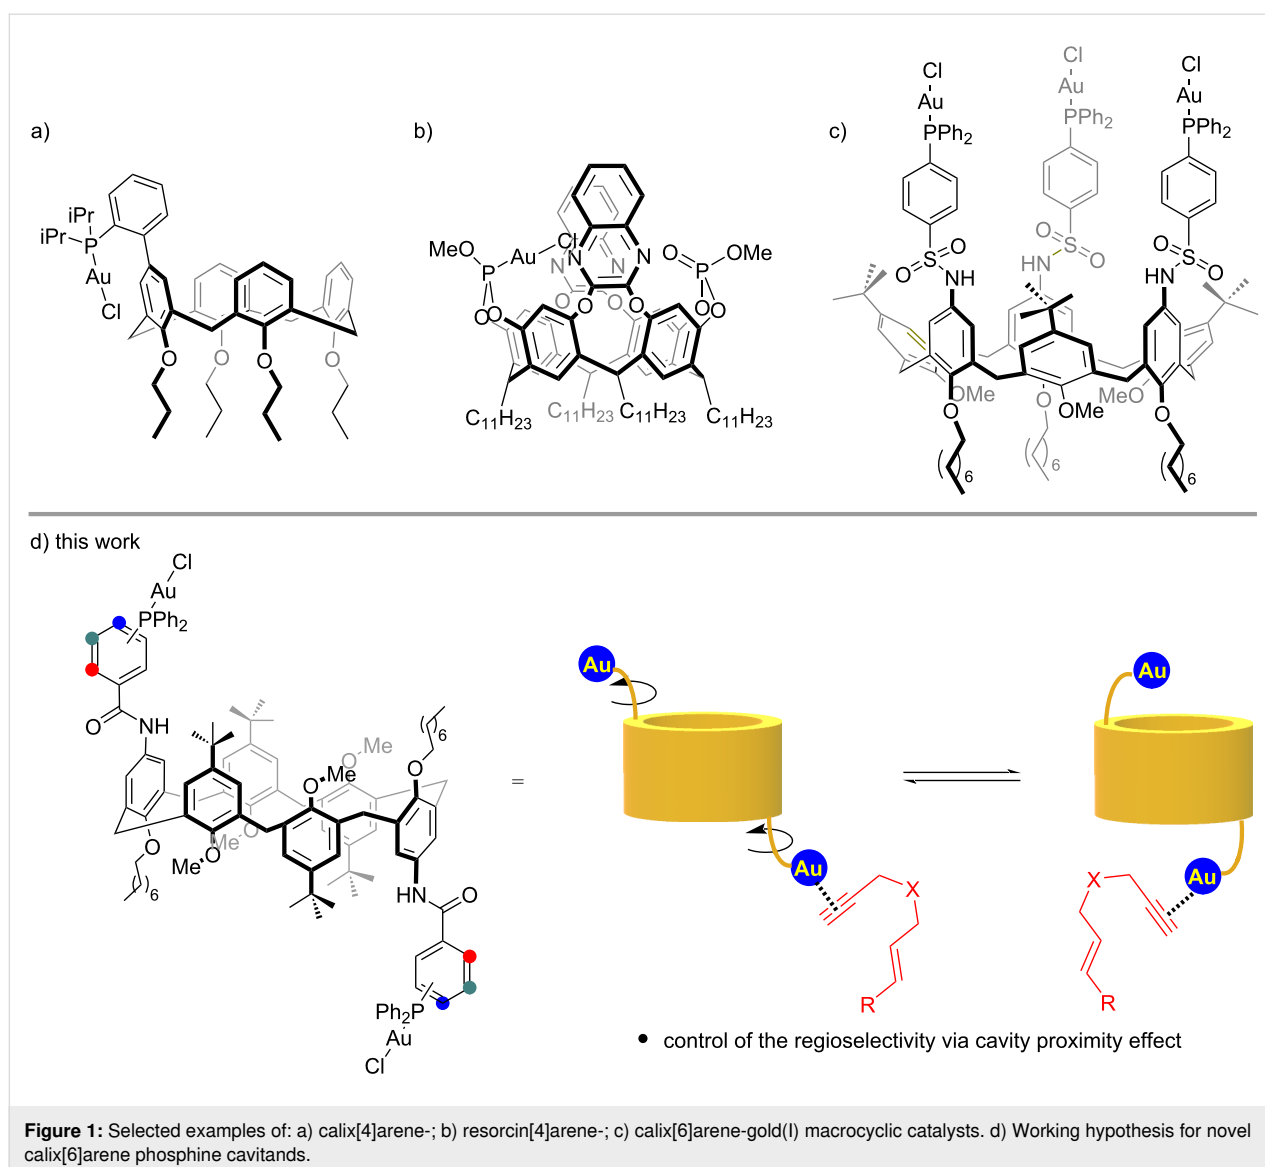 a)
b)
c)
iPr
iPr
P
Au
Cl
O
O
O
O
MeO
P
Au
Cl
N
N
N
N
O
P
OMe
O
O
O
O
O
O
C11H23
C11H23
C11H23
C11H23
Cl
Au
PPh2
Cl
Au
PPh2
Cl
Au
PPh2
O
S
O
NH
O
S
O
HN
O
S
O
HN
OMe
OMe
MeO
O
O
O
6
6
6
d) this work
Cl
Au
PPh2
O
NH
O
6
Me
O
Me
O
O
Me
O
Me
O
6
HN
O
Ph2P
Au
Cl
=
Au
Au
X
R
Au
Au
X
R
• control of the regioselectivity via cavity proximity effect
Figure 1: Selected examples of: a) calix[4]arene-; b) resorcin[4]arene-; c) calix[6]arene-gold(I) macrocyclic catalysts. d) Working hypothesis for novel
calix[6]arene phosphine cavitands.